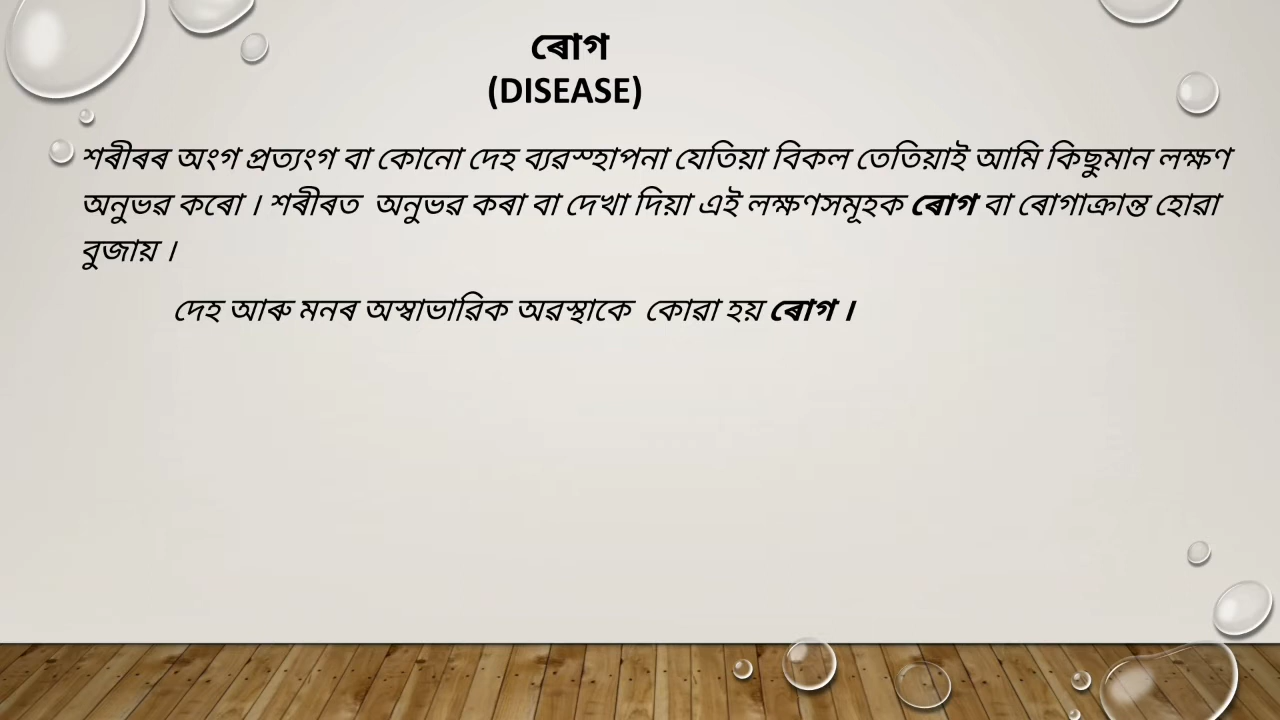 ৰোগ
(DISEASE)
শৰীৰৰ অংগ প্ৰত্যংগ বা কোনো দেহ ব্যৱস্হাপনা যেতিয়া বিকল তেতিয়াই আমি কিছুমান লক্ষণ
অনুভৱ কৰো । শৰীৰত অনুভৱ কৰা বা দেখা দিয়া এই লক্ষণসমূহক ৰোগ বা ৰোগাক্ৰান্ত হোৱা
বুজায় ।
দেহ আৰু মনৰ অস্বাভাৱিক অৱস্থাকে কোৱা হয় ৰোগ ।